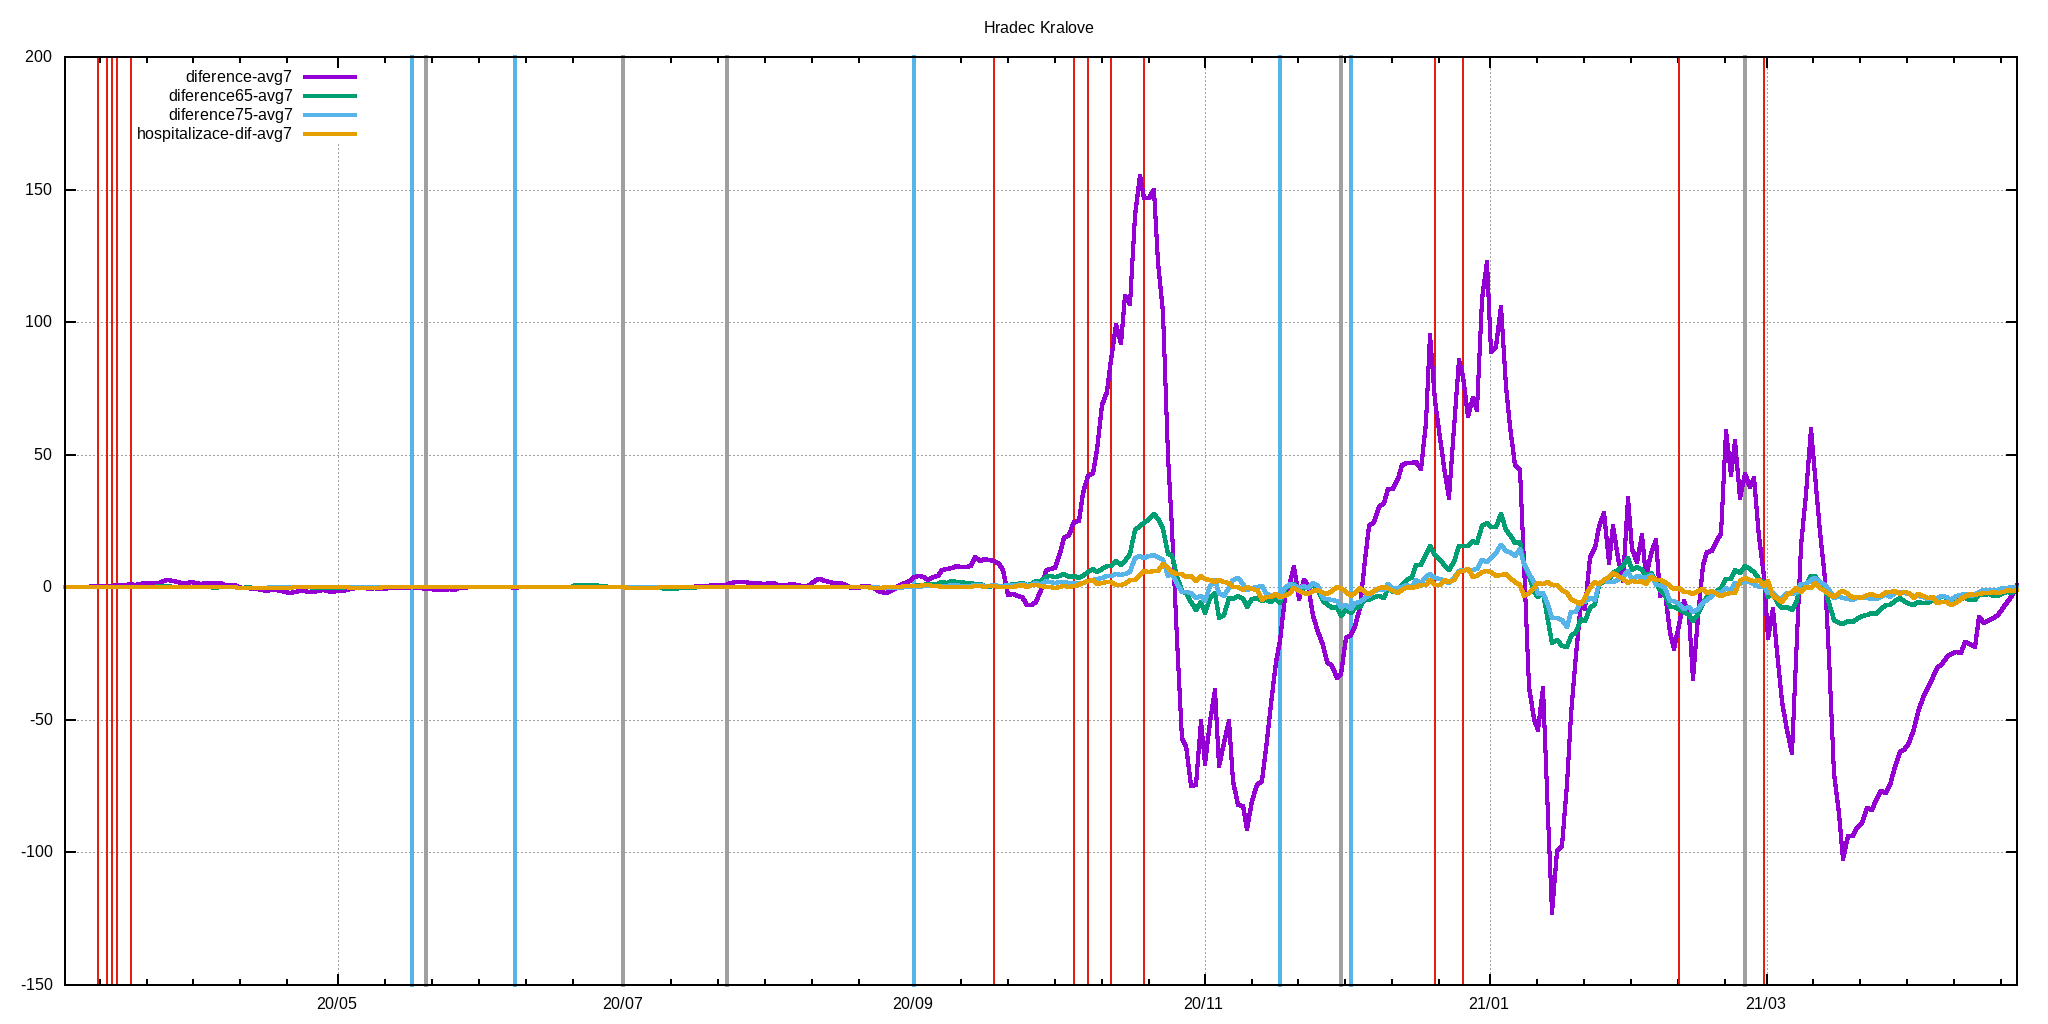 Hradec Kralove
200
150
100
50
0
-50
-100
-150
diference-avg7
diference65-avg7
diference75-avg7
hospitalizace-dif-avg7
20/05
20/07
20/09
20/11
21/01
21/03